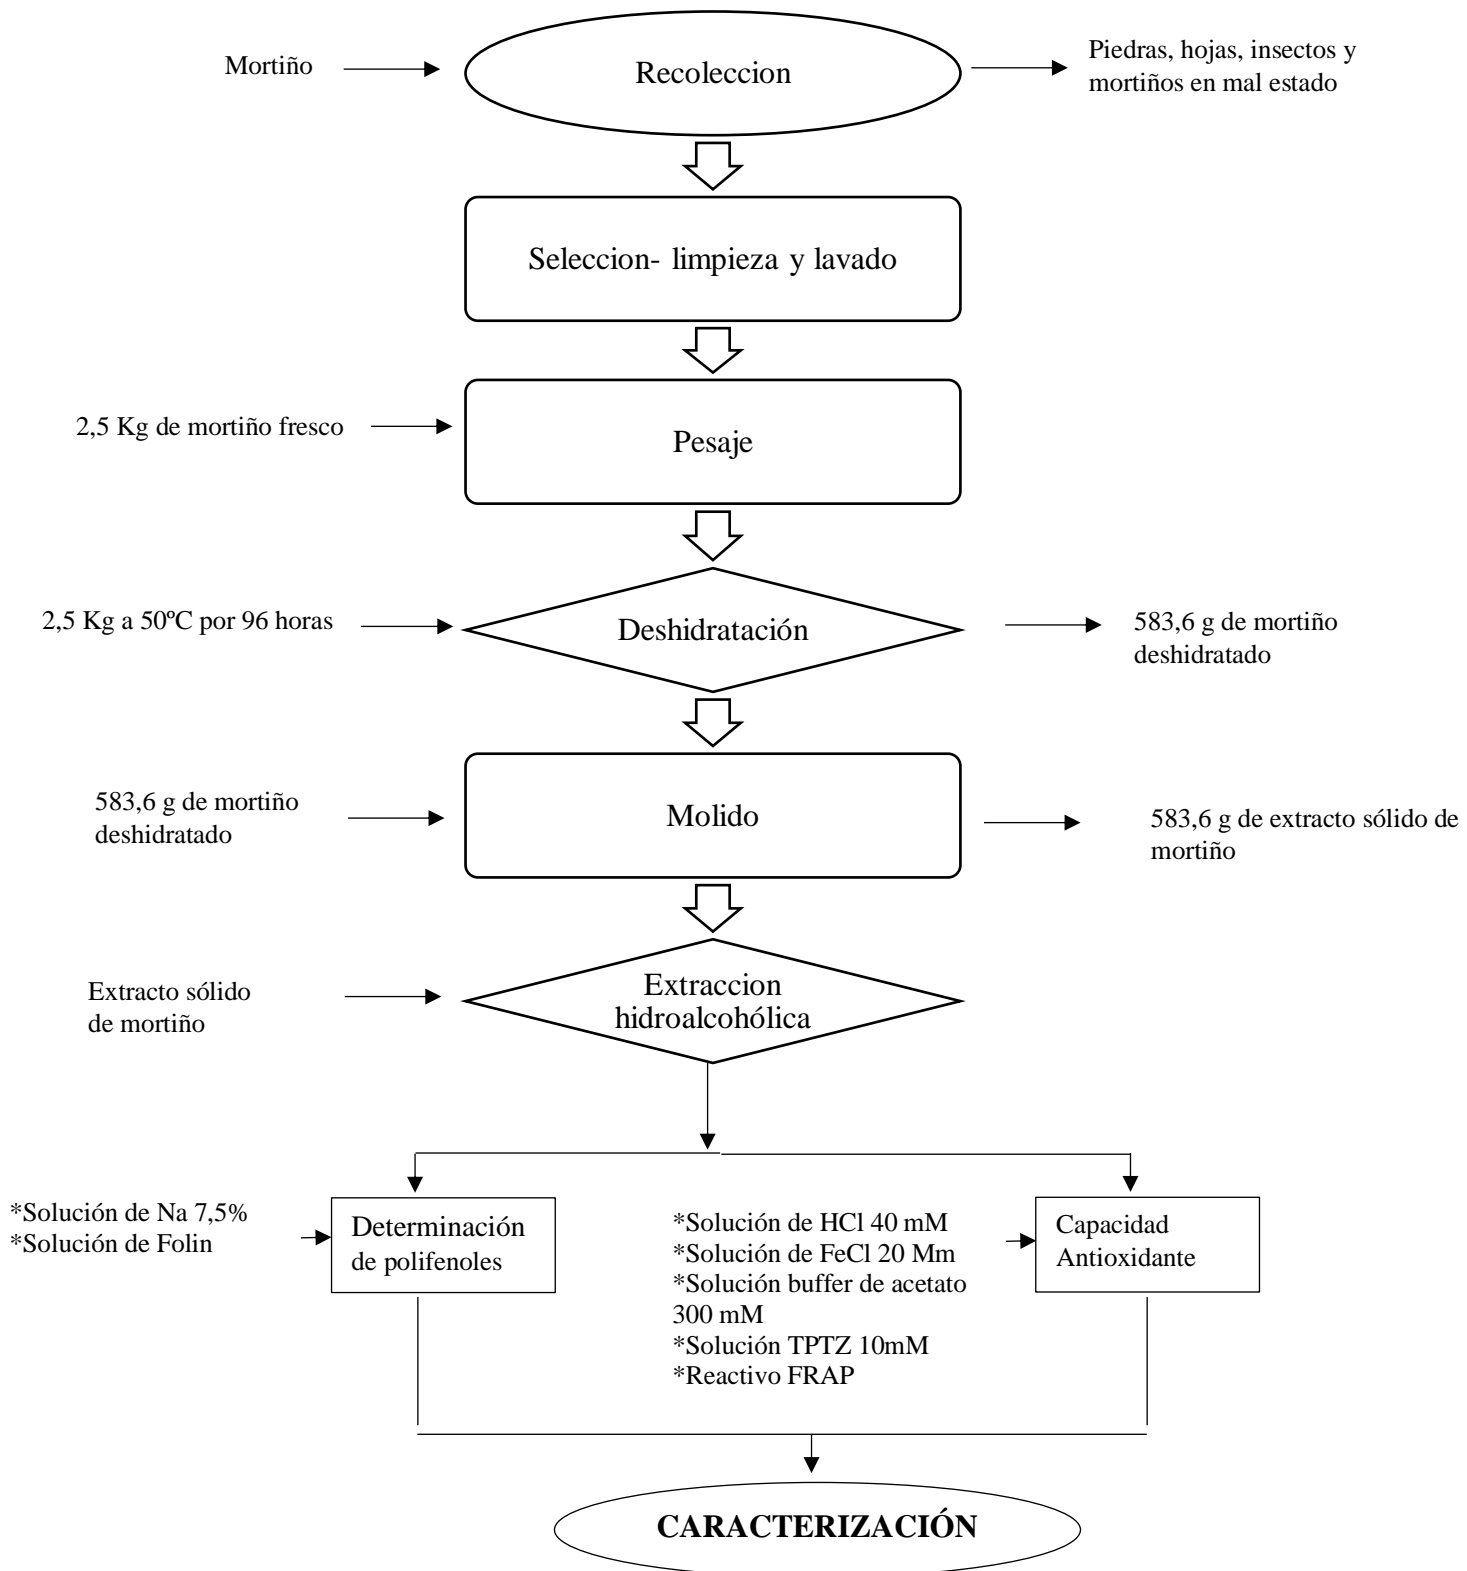 Mortiño
Recoleccion
Piedras, hojas, insectos y
mortiños en mal estado
Seleccion- limpieza y lavado
2,5 Kg de mortiño fresco
Pesaje
2,5 Kg a 50ºC por 96 horas
Deshidratación
583,6 g de mortiño
deshidratado
583,6 g de mortiño
deshidratado
Molido
583,6 g de extracto sólido de
mortiño
Extracto sólido
de mortiño
Extraccion
hidroalcohólica
*Solución de Na 7,5%
*Solución de Folin
Determinación
de polifenoles
*Solución de HCl 40 mM
*Solución de FeCl 20 Mm
*Solución buffer de acetato
300 mM
*Solución TPTZ 10mM
*Reactivo FRAP
Capacidad
Antioxidante
CARACTERIZACIÓN